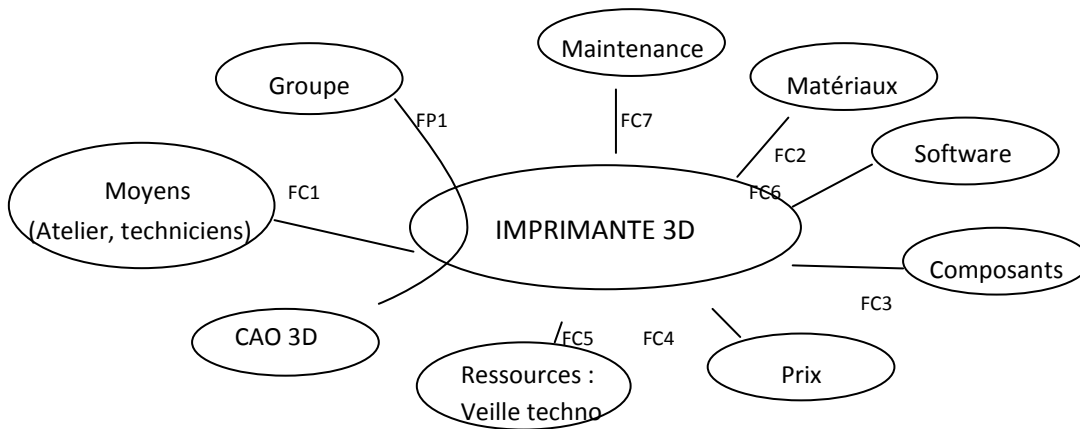 Maintenance
Groupe
Matériaux
FP1
FC7
FC2
Software
Moyens
(Atelier, techniciens)
FC1
FC6
IMPRIMANTE 3D
Composants
FC3
CAO 3D
FC5
FC4
Ressources :
Veille techno
Prix